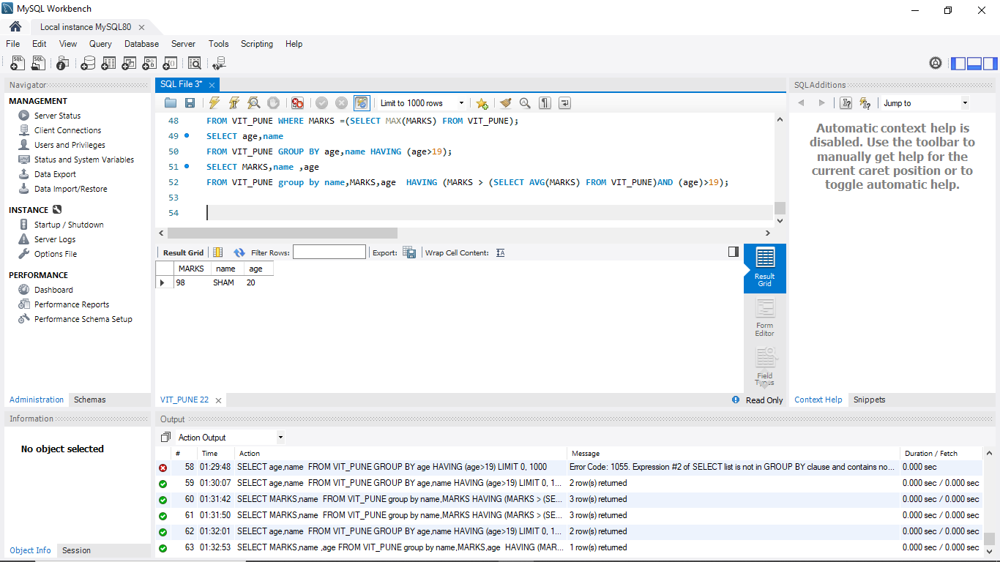 MySQL Workbench
Local instance MySQL80
File Edit View Query Database Server Tools Scripting Help
Navigator
MANAGEMENT
Server Status
Client Connections
Users and Privileges
Status and System Variables
Data Export
Data Import/Restore
INSTANCE
Startup / Shutdown
Server Logs
Options File
PERFORMANCE
Dashboard
Performance Reports
Performance Schema Setup
Administration Schemas
Information
No object selected
Object Info Session
SQL File 3*
Limit to 1000 rows
48 FROM VIT_PUNE WHERE MARKS =(SELECT MAX(MARKS) FROM VIT_PUNE);
49 SELECT age,name
50 FROM VIT_PUNE GROUP BY age,name HAVING (age>19);
51 SELECT MARKS,name ,age
52 FROM VIT_PUNE group by name,MARKS,age  HAVING (MARKS > (SELECT AVG(MARKS) FROM VIT_PUNE)AND (age)>19);
53
54
Result Grid Filter Rows: Export: Wrap Cell Content:
MARKS name age
98 SHAM 20
Result
Grid
Form
Editor
Field
Types
VIT_PUNE 22
Read Only
SQLAdditions
Jump to
Automatic context help is
disabled. Use the toolbar to
manually get help for the
current caret position or to
toggle automatic help.
Context Help Snippets
Output
Action Output
# Time Action Message Duration / Fetch
58 01:29:48 SELECT age,name  FROM VIT_PUNE GROUP BY age HAVING (age>19) LIMIT 0, 1000 Error Code: 1055. Expression #2 of SELECT list is not in GROUP BY clause and contains no... 0.000 sec
59 01:30:07 SELECT age,name  FROM VIT_PUNE GROUP BY age,name HAVING (age>19) LIMIT 0, 1... 2 row(s) returned 0.000 sec / 0.000 sec
60 01:31:42 SELECT MARKS,name  FROM VIT_PUNE group by name,MARKS HAVING (MARKS > (SE... 3 row(s) returned 0.000 sec / 0.000 sec
61 01:31:50 SELECT MARKS,name  FROM VIT_PUNE group by name,MARKS HAVING (MARKS > (SE... 3 row(s) returned 0.000 sec / 0.000 sec
62 01:32:01 SELECT age,name  FROM VIT_PUNE GROUP BY age,name HAVING (age>19) LIMIT 0, 1... 2 row(s) returned 0.000 sec / 0.000 sec
63 01:32:53 SELECT MARKS,name ,age FROM VIT_PUNE group by name,MARKS,age  HAVING (MAR... 1 row(s) returned 0.000 sec / 0.000 sec